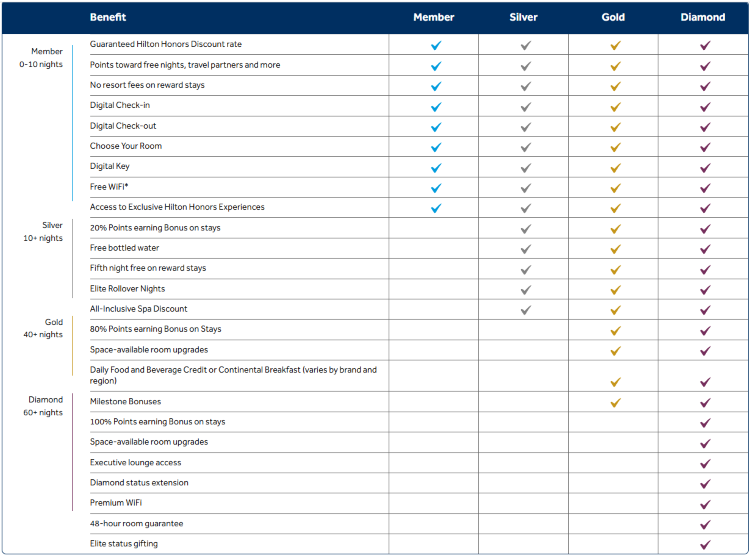 Benefit Member Silver Gold Diamond
Member
0-10 nights
Guaranteed Hilton Honors Discount rate
Points toward free nights, travel partners and more
No resort fees on reward stays
Digital Check-in
Digital Check-out
Choose Your Room
Digital Key
Free WiFi*
Access to Exclusive Hilton Honors Experiences
Silver
10+ nights
20% Points earning Bonus on stays
Free bottled water
Fifth night free on reward stays
Elite Rollover Nights
All-Inclusive Spa Discount
Gold
40+ nights
80% Points earning Bonus on Stays
Space-available room upgrades
Daily Food and Beverage Credit or Continental Breakfast (varies by brand and
region)
Diamond
60+ nights
Milestone Bonuses
100% Points earning Bonus on stays
Space-available room upgrades
Executive lounge access
Diamond status extension
Premium WiFi
48-hour room guarantee
Elite status gifting